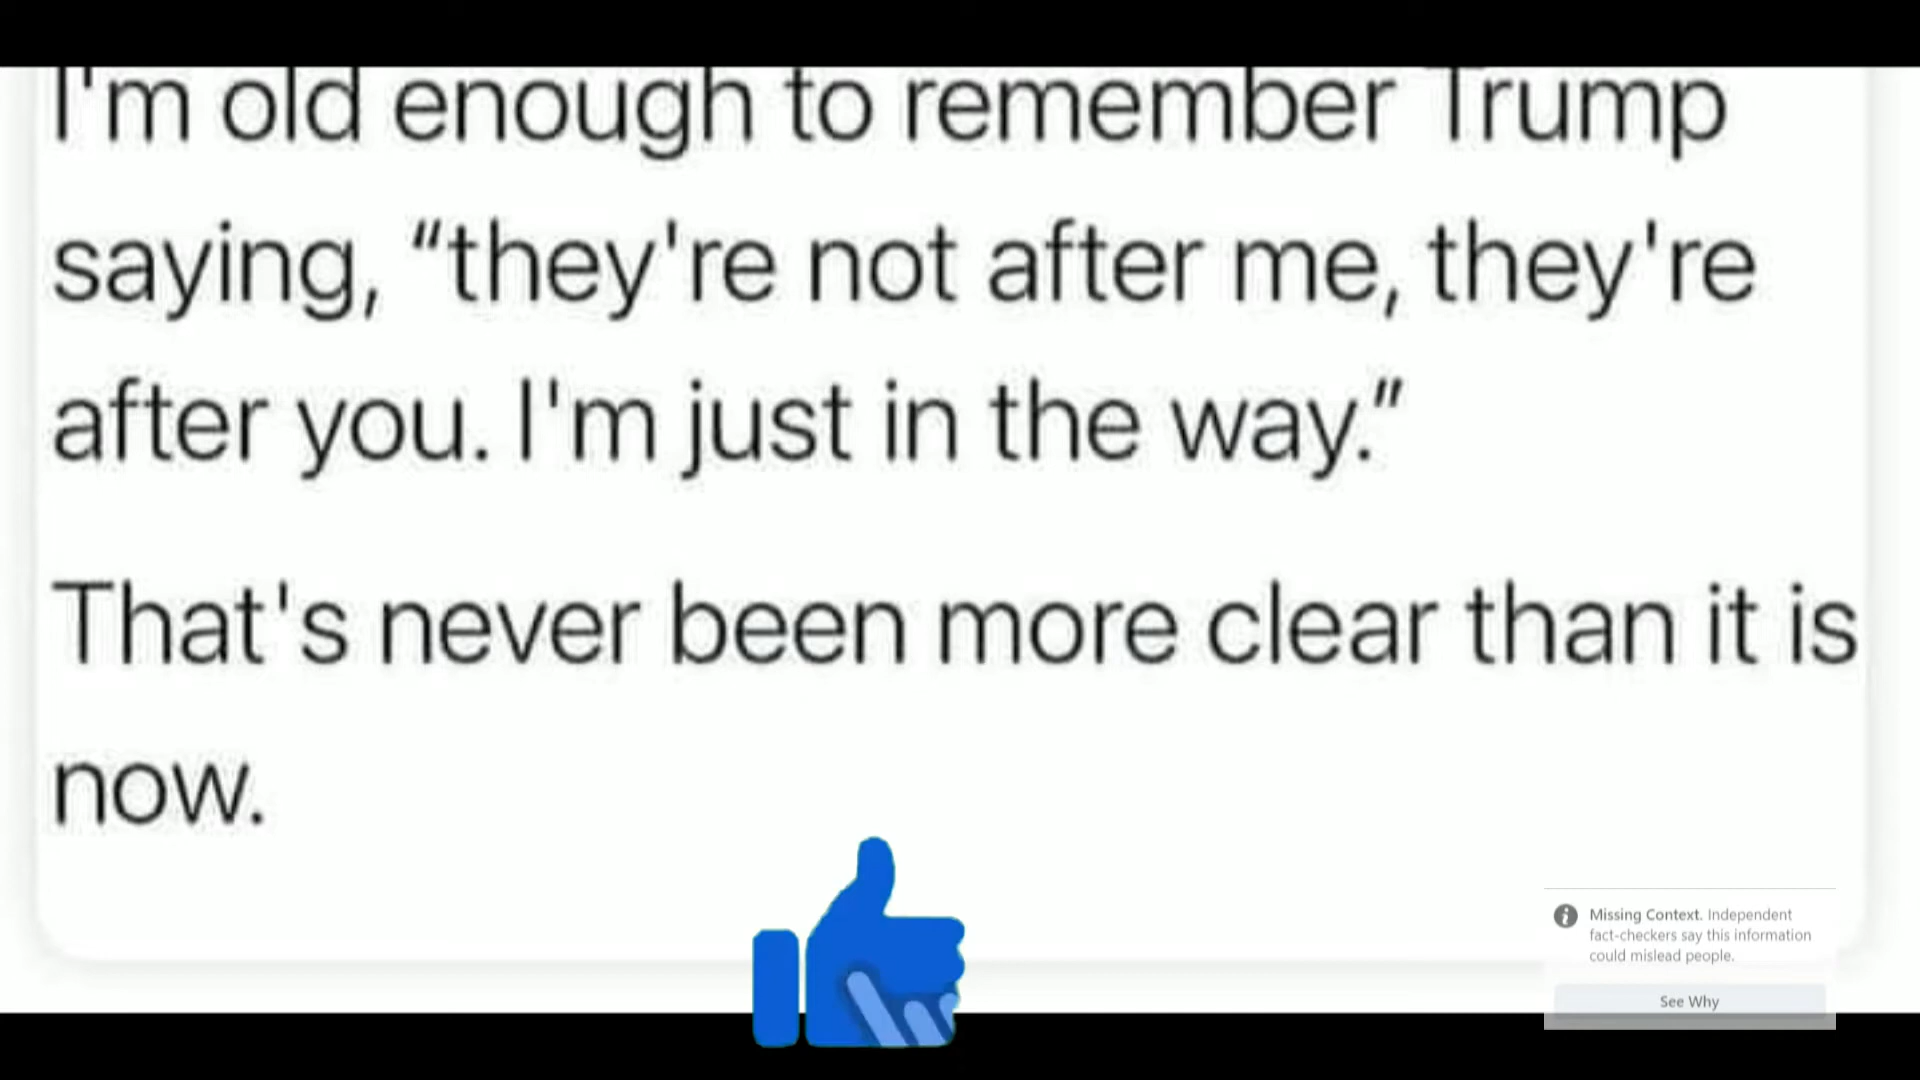 I'm old enough to remember Trump
saying, “they're not after me, they're
after you. I'm just in the way.”
That's never been more clear than it is
now.
Missing Context. Independent
fact-checkers say this information
could mislead people.
See Why